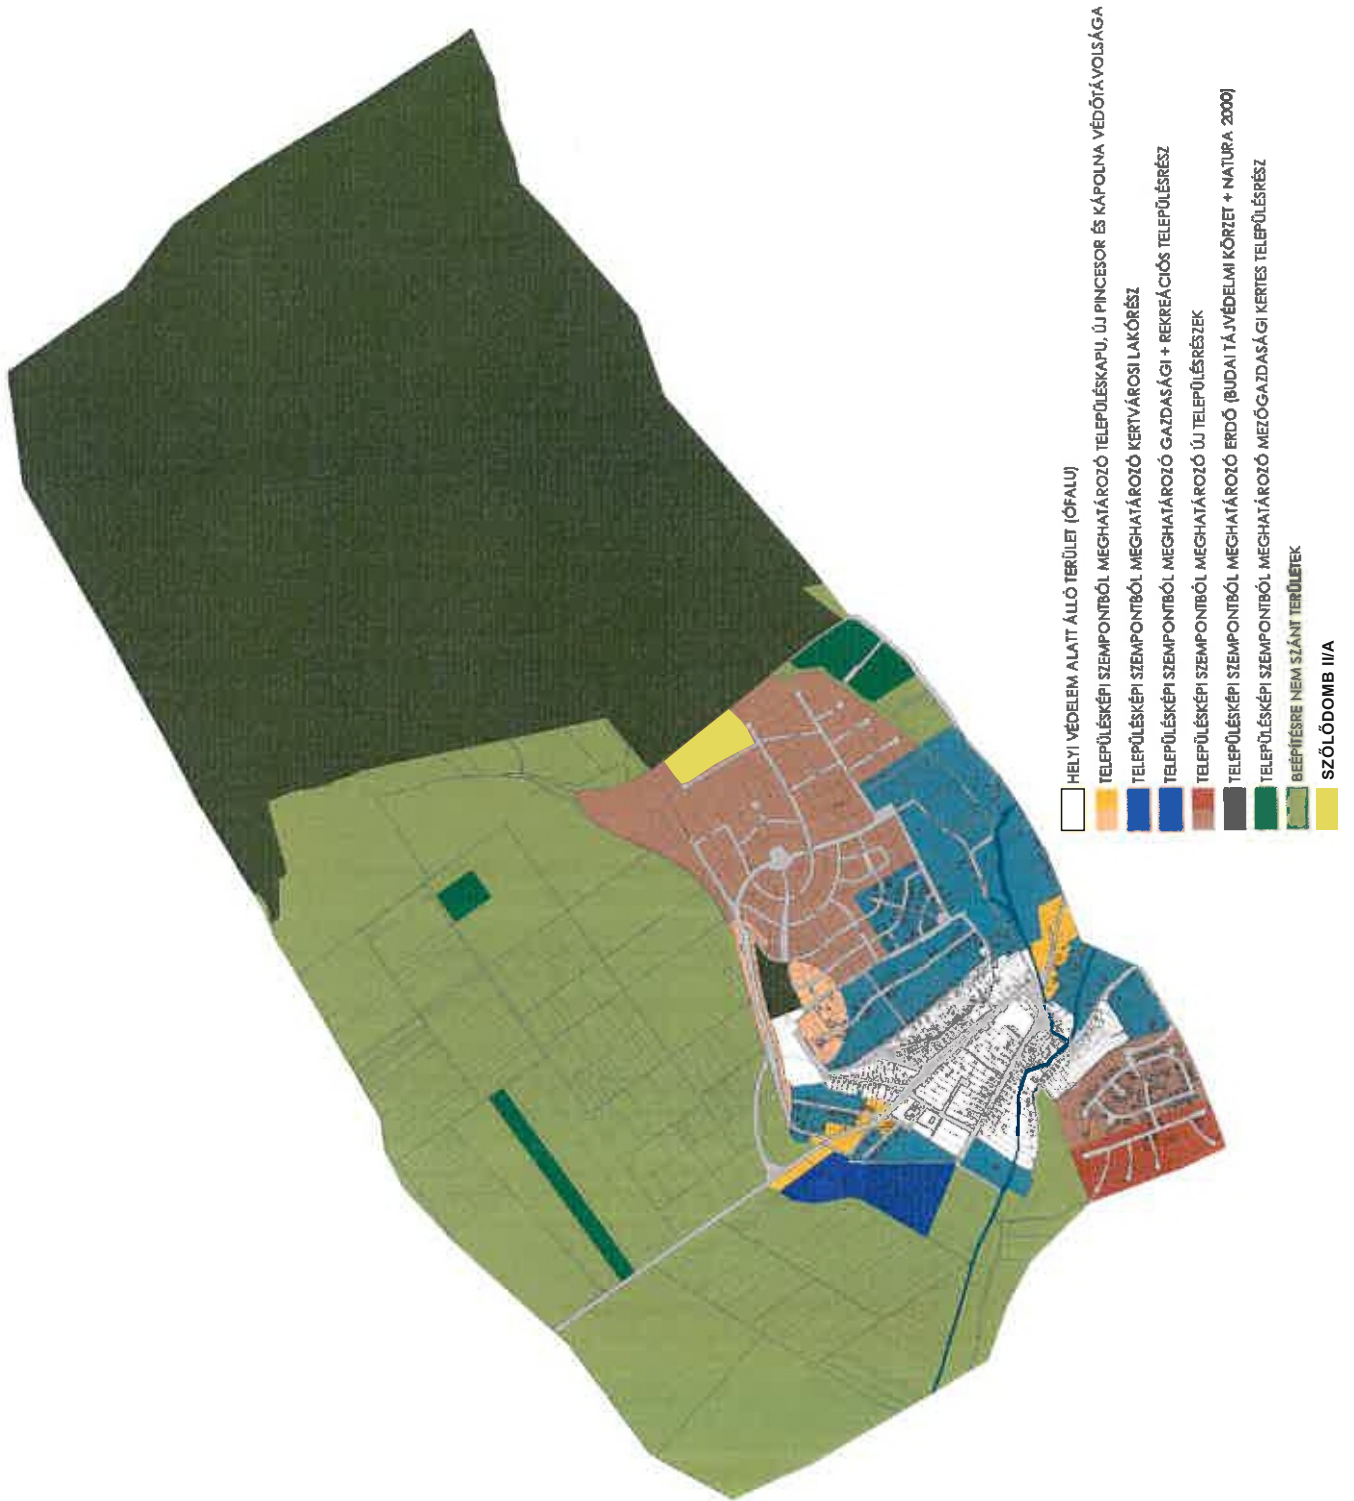 HELYI VÉDELEM ALATT ÁLLÓ TERÜLET (ÓFALU)
TELEPÜLÉSKÉPI SZEMPONTBÓL MEGHATÁROZÓ TELEPÜLÉSKAPU, ÚJ PINCESOR ÉS KÁPOLNA VÉDŐTÁVOLSÁGA
TELEPÜLÉSKÉPI SZEMPONTBÓL MEGHATÁROZÓ KERTVÁROSI LAKÓRÉSZ
TELEPÜLÉSKÉPI SZEMPONTBÓL MEGHATÁROZÓ GAZDASÁGI + REKREÁCIÓS TELEPÜLÉSRÉSZ
TELEPÜLÉSKÉPI SZEMPONTBÓL MEGHATÁROZÓ ÚJ TELEPÜLÉSRÉSZEK
TELEPÜLÉSKÉPI SZEMPONTBÓL MEGHATÁROZÓ ERDŐ (BUDAI TÁJVÉDELMI KÖRZET + NATURA 2000)
TELEPÜLÉSKÉPI SZEMPONTBÓL MEGHATÁROZÓ MEZŐGAZDASÁGI KERTES TELEPÜLÉSRÉSZ
BEÉPÍTÉSRE NEM SZÁNT TERÜLETEK
SZŐLŐDOMB II/A